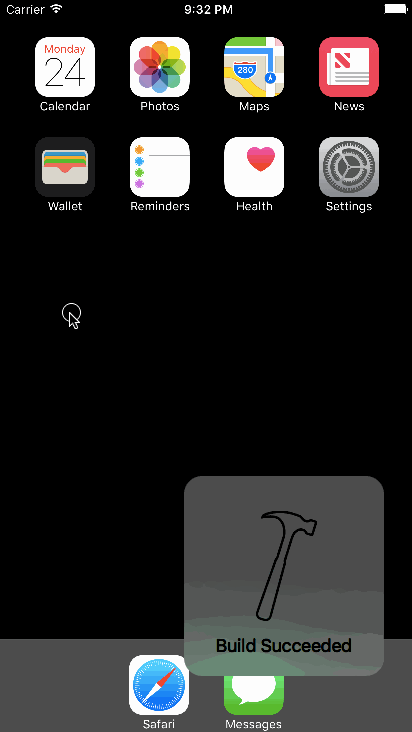 Carrier 9:32 PM
Monday
24
280
Calendar Photos Maps News
Wallet Reminders Health Settings
Build Succeeded
Safari Messages